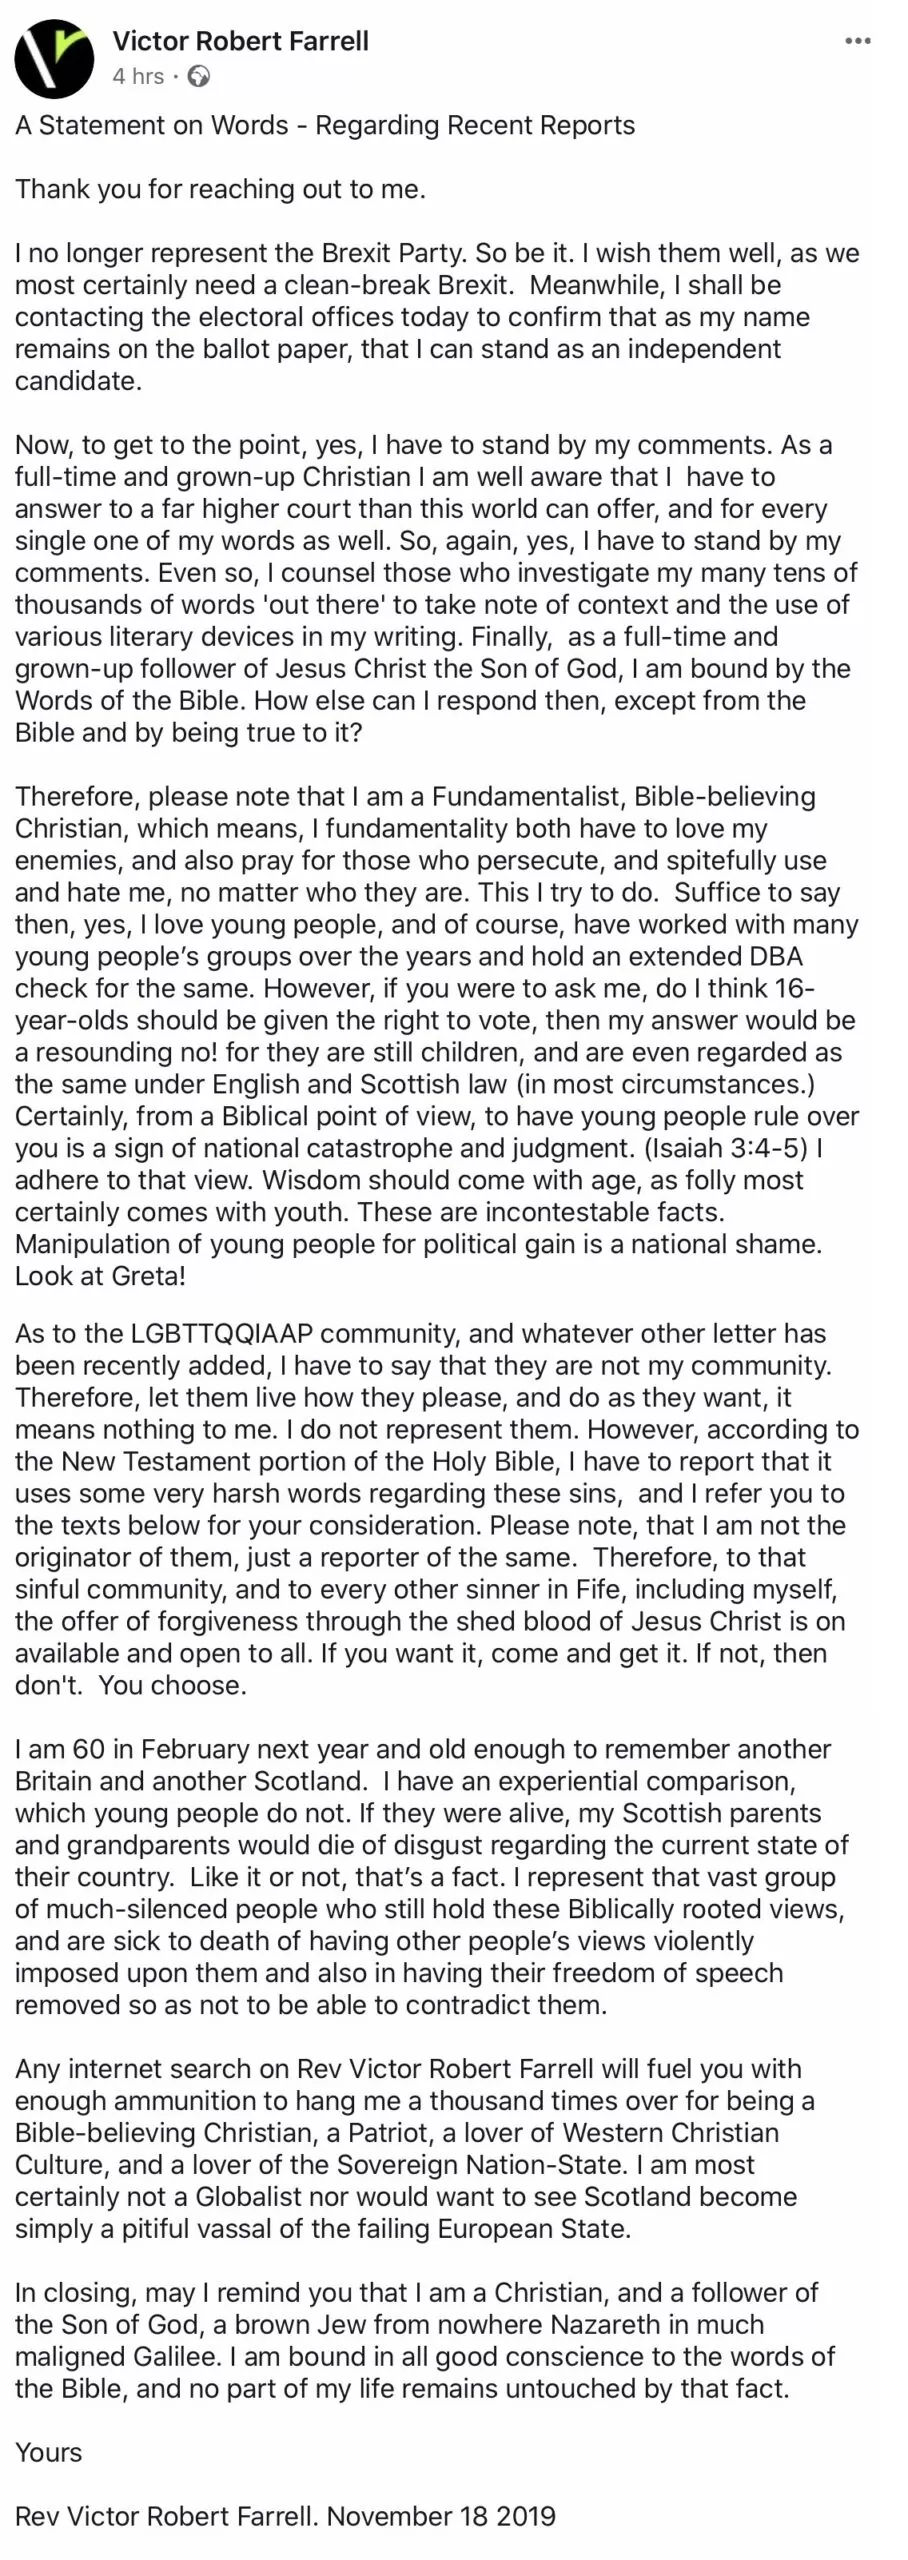 Victor Robert Farrell
4 hrs ·
A Statement on Words - Regarding Recent Reports
Thank you for reaching out to me.
I no longer represent the Brexit Party. So be it. I wish them well, as we
most certainly need a clean-break Brexit.  Meanwhile, I shall be
contacting the electoral offices today to confirm that as my name
remains on the ballot paper, that I can stand as an independent
candidate.
Now, to get to the point, yes, I have to stand by my comments. As a
full-time and grown-up Christian I am well aware that I  have to
answer to a far higher court than this world can offer, and for every
single one of my words as well. So, again, yes, I have to stand by my
comments. Even so, I counsel those who investigate my many tens of
thousands of words 'out there' to take note of context and the use of
various literary devices in my writing. Finally,  as a full-time and
grown-up follower of Jesus Christ the Son of God, I am bound by the
Words of the Bible. How else can I respond then, except from the
Bible and by being true to it?
Therefore, please note that I am a Fundamentalist, Bible-believing
Christian, which means, I fundamentality both have to love my
enemies, and also pray for those who persecute, and spitefully use
and hate me, no matter who they are. This I try to do.  Suffice to say
then, yes, I love young people, and of course, have worked with many
young people’s groups over the years and hold an extended DBA
check for the same. However, if you were to ask me, do I think 16-
year-olds should be given the right to vote, then my answer would be
a resounding no! for they are still children, and are even regarded as
the same under English and Scottish law (in most circumstances.)
Certainly, from a Biblical point of view, to have young people rule over
you is a sign of national catastrophe and judgment. (Isaiah 3:4-5) I
adhere to that view. Wisdom should come with age, as folly most
certainly comes with youth. These are incontestable facts.
Manipulation of young people for political gain is a national shame.
Look at Greta!
As to the LGBTTQQIAAP community, and whatever other letter has
been recently added, I have to say that they are not my community.
Therefore, let them live how they please, and do as they want, it
means nothing to me. I do not represent them. However, according to
the New Testament portion of the Holy Bible, I have to report that it
uses some very harsh words regarding these sins,  and I refer you to
the texts below for your consideration. Please note, that I am not the
originator of them, just a reporter of the same.  Therefore, to that
sinful community, and to every other sinner in Fife, including myself,
the offer of forgiveness through the shed blood of Jesus Christ is on
available and open to all. If you want it, come and get it. If not, then
don't.  You choose.
I am 60 in February next year and old enough to remember another
Britain and another Scotland.  I have an experiential comparison,
which young people do not. If they were alive, my Scottish parents
and grandparents would die of disgust regarding the current state of
their country.  Like it or not, that’s a fact. I represent that vast group
of much-silenced people who still hold these Biblically rooted views,
and are sick to death of having other people’s views violently
imposed upon them and also in having their freedom of speech
removed so as not to be able to contradict them.
Any internet search on Rev Victor Robert Farrell will fuel you with
enough ammunition to hang me a thousand times over for being a
Bible-believing Christian, a Patriot, a lover of Western Christian
Culture, and a lover of the Sovereign Nation-State. I am most
certainly not a Globalist nor would want to see Scotland become
simply a pitiful vassal of the failing European State.
In closing, may I remind you that I am a Christian, and a follower of
the Son of God, a brown Jew from nowhere Nazareth in much
maligned Galilee. I am bound in all good conscience to the words of
the Bible, and no part of my life remains untouched by that fact.
Yours
Rev Victor Robert Farrell. November 18 2019